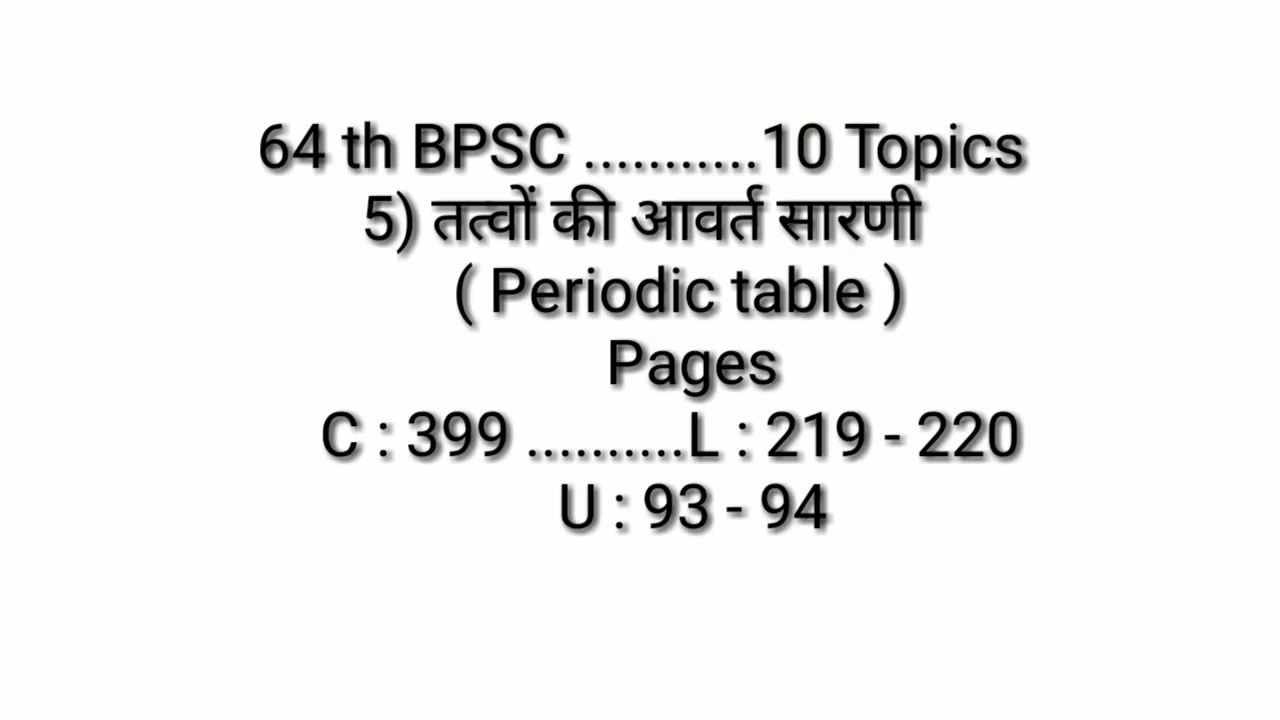 64 th BPSC ...........10 Topics
5) तत्वों की आवर्त सारणी
( Periodic table )
Pages
C : 399 ..........L : 219 - 220
U : 93 - 94